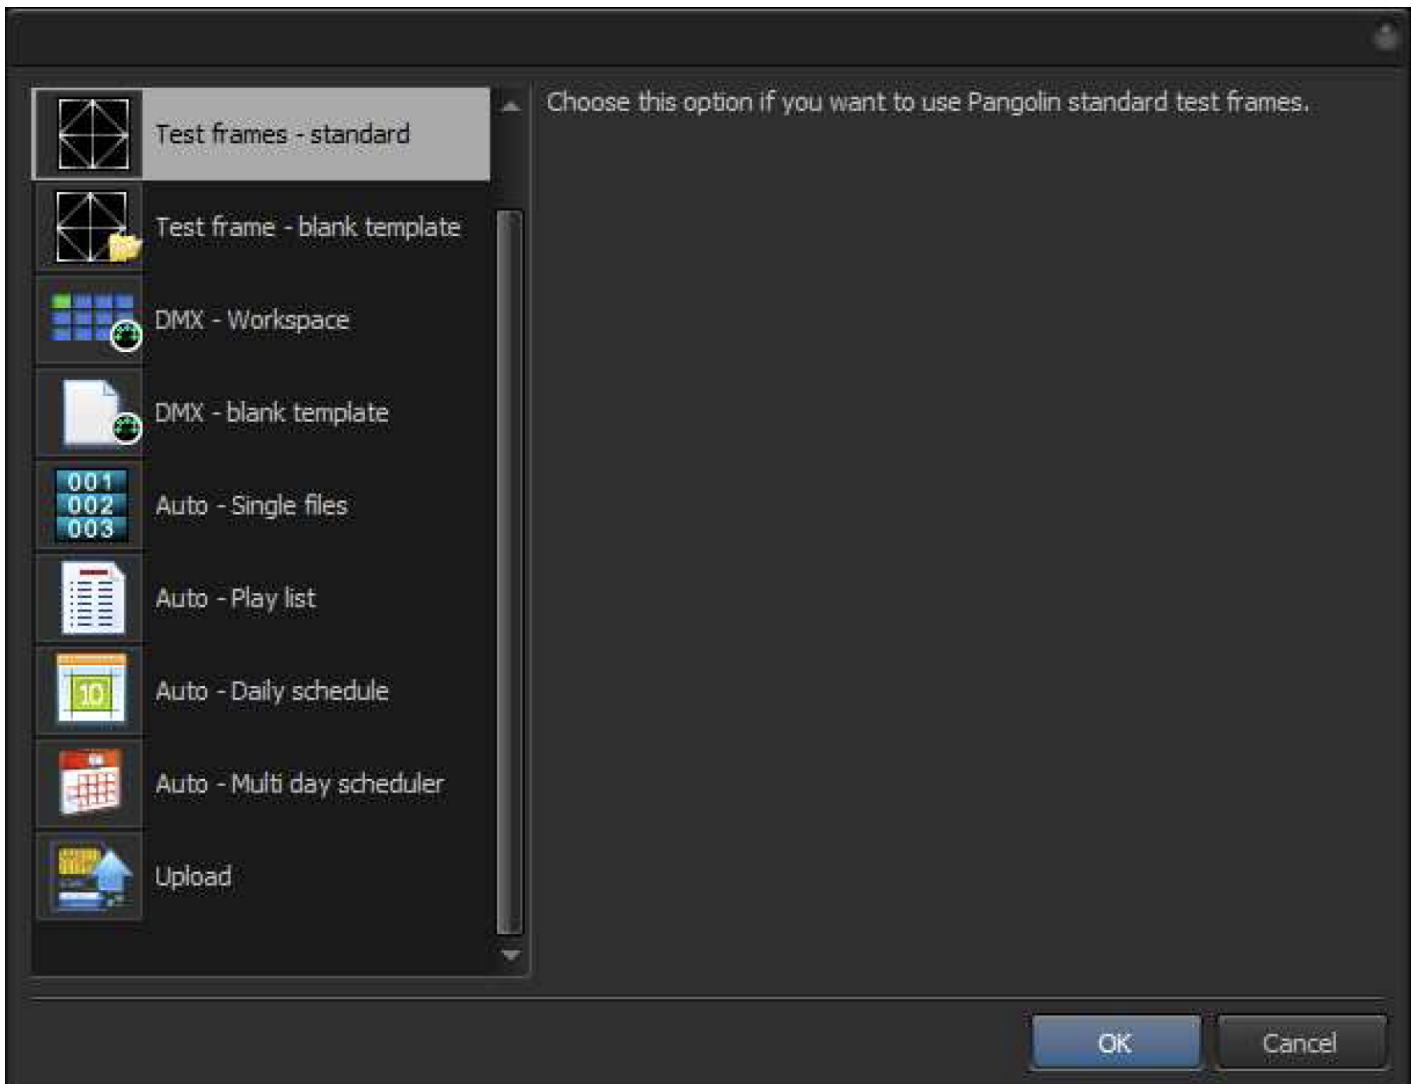 Test frames - standard
Choose this option if you want to use Pangolin standard test frames.
Test frame - blank template
DMX - Workspace
DMX - blank template
001
002
003
Auto - Single files
Auto - Play list
10
Auto - Daily schedule
Auto - Multi day scheduler
Upload
OK
Cancel